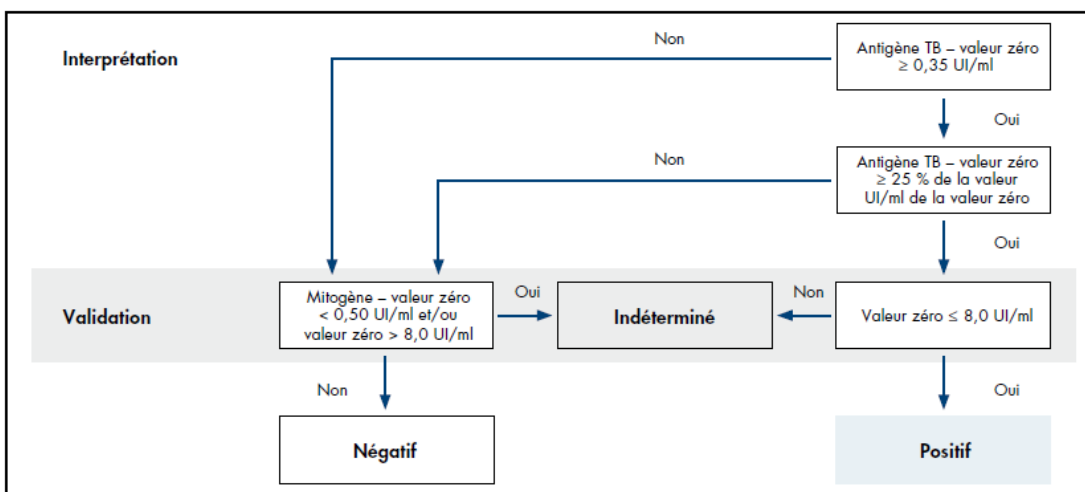 Interprétation
Non
Antigène TB – valeur zéro
≥ 0,35 UI/ml
Oui
Non
Antigène TB – valeur zéro
≥ 25 % de la valeur
UI/ml de la valeur zéro
Oui
Validation
Mitogène – valeur zéro
< 0,50 UI/ml et/ou
valeur zéro > 8,0 UI/ml
Oui
Indéterminé
Non
Valeur zéro ≤ 8,0 UI/ml
Non
Oui
Négatif
Positif